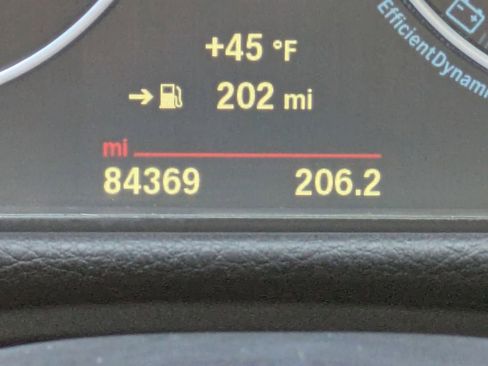 +45 °F
→ 202 mi
mi
84369 206.2
EfficientDynam